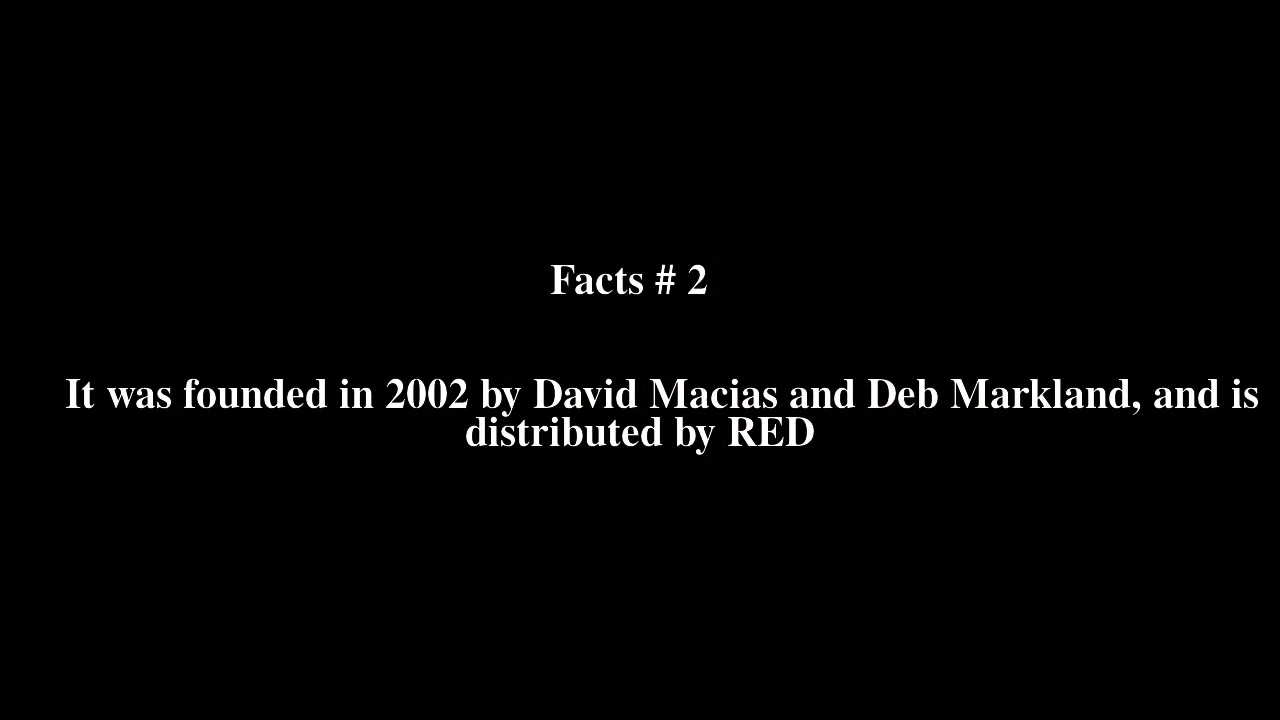 Facts # 2
It was founded in 2002 by David Macias and Deb Markland, and is
distributed by RED